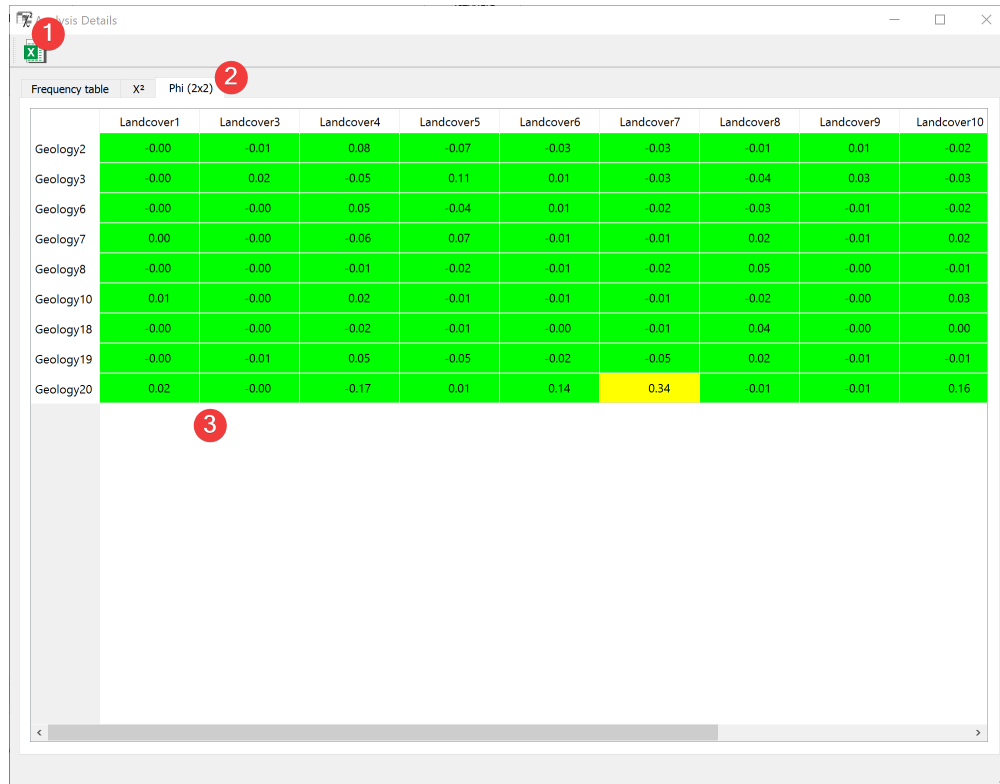 Analysis Details
1
X
Frequency table X² Phi (2x2) 2
Landcover1 Landcover3 Landcover4 Landcover5 Landcover6 Landcover7 Landcover8 Landcover9 Landcover10
Geology2 -0.00 -0.01 0.08 -0.07 -0.03 -0.03 -0.01 0.01 -0.02
Geology3 -0.00 0.02 -0.05 0.11 0.01 -0.03 -0.04 0.03 -0.03
Geology6 -0.00 -0.00 0.05 -0.04 0.01 -0.02 -0.03 -0.01 -0.02
Geology7 0.00 -0.00 -0.06 0.07 -0.01 -0.01 0.02 -0.01 0.02
Geology8 -0.00 -0.00 -0.01 -0.02 -0.01 -0.02 0.05 -0.00 -0.01
Geology10 0.01 -0.00 0.02 -0.01 -0.01 -0.01 -0.02 -0.00 0.03
Geology18 -0.00 -0.00 -0.02 -0.01 -0.00 -0.01 0.04 -0.00 0.00
Geology19 -0.00 -0.01 0.05 -0.05 -0.02 -0.05 0.02 -0.01 -0.01
Geology20 0.02 -0.00 -0.17 0.01 0.14 0.34 -0.01 -0.01 0.16
3